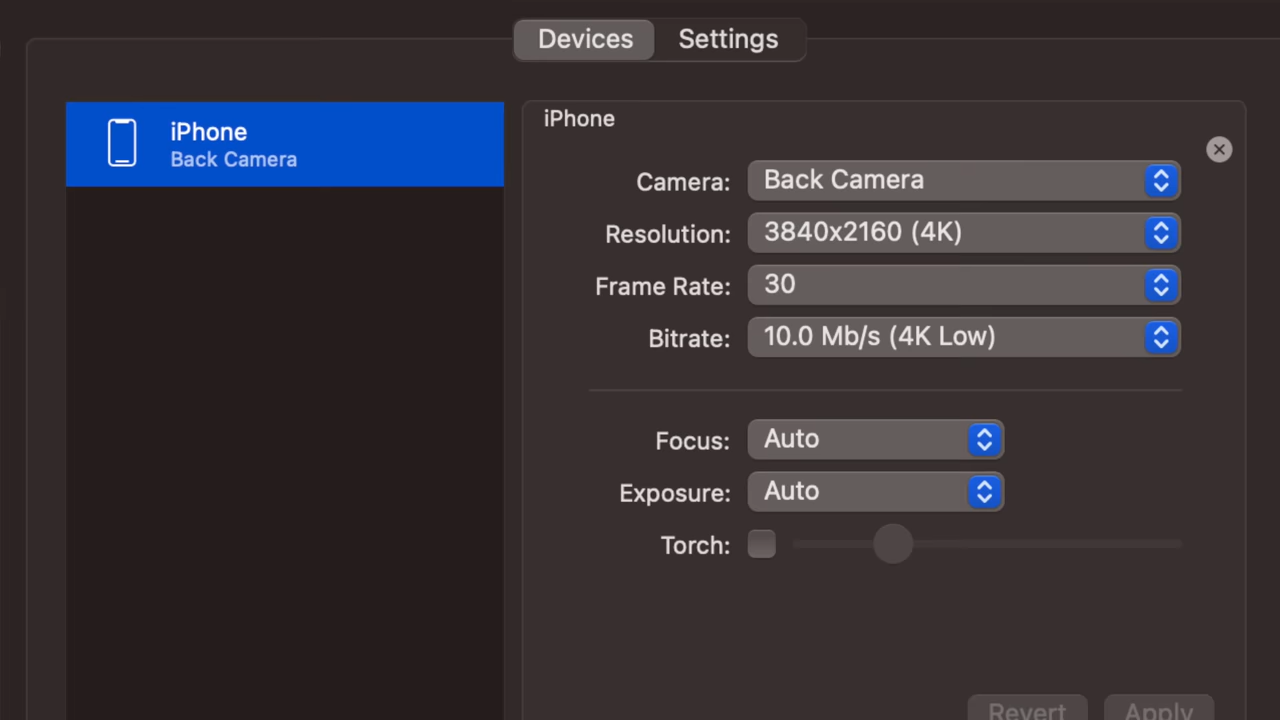 Devices Settings
iPhone
Back Camera
iPhone
Camera: Back Camera
Resolution: 3840x2160 (4K)
Frame Rate: 30
Bitrate: 10.0 Mb/s (4K Low)
Focus: Auto
Exposure: Auto
Torch:
Revert Apply